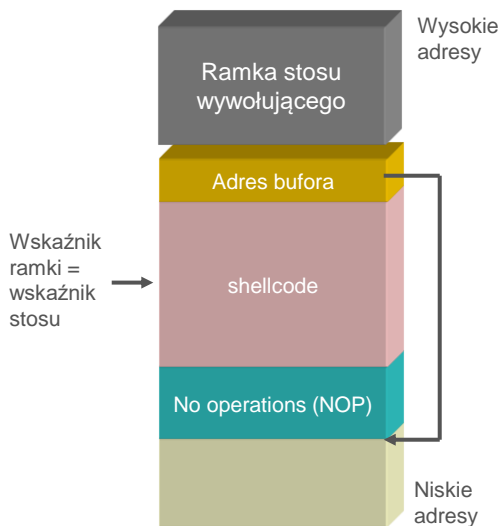 Wysokie
adresy
Ramka stosu
wywołującego
Adres bufora
Wskaźnik
ramki =
wskaźnik
stosu
shellcode
No operations (NOP)
Niskie
adresy